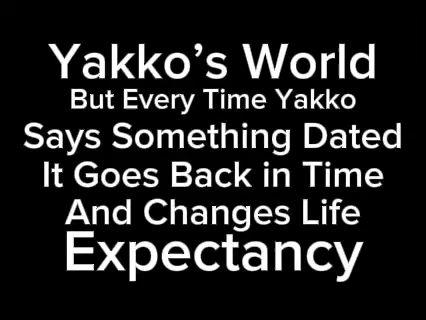 Yakko’s World
But Every Time Yakko
Says Something Dated
It Goes Back in Time
And Changes Life
Expectancy